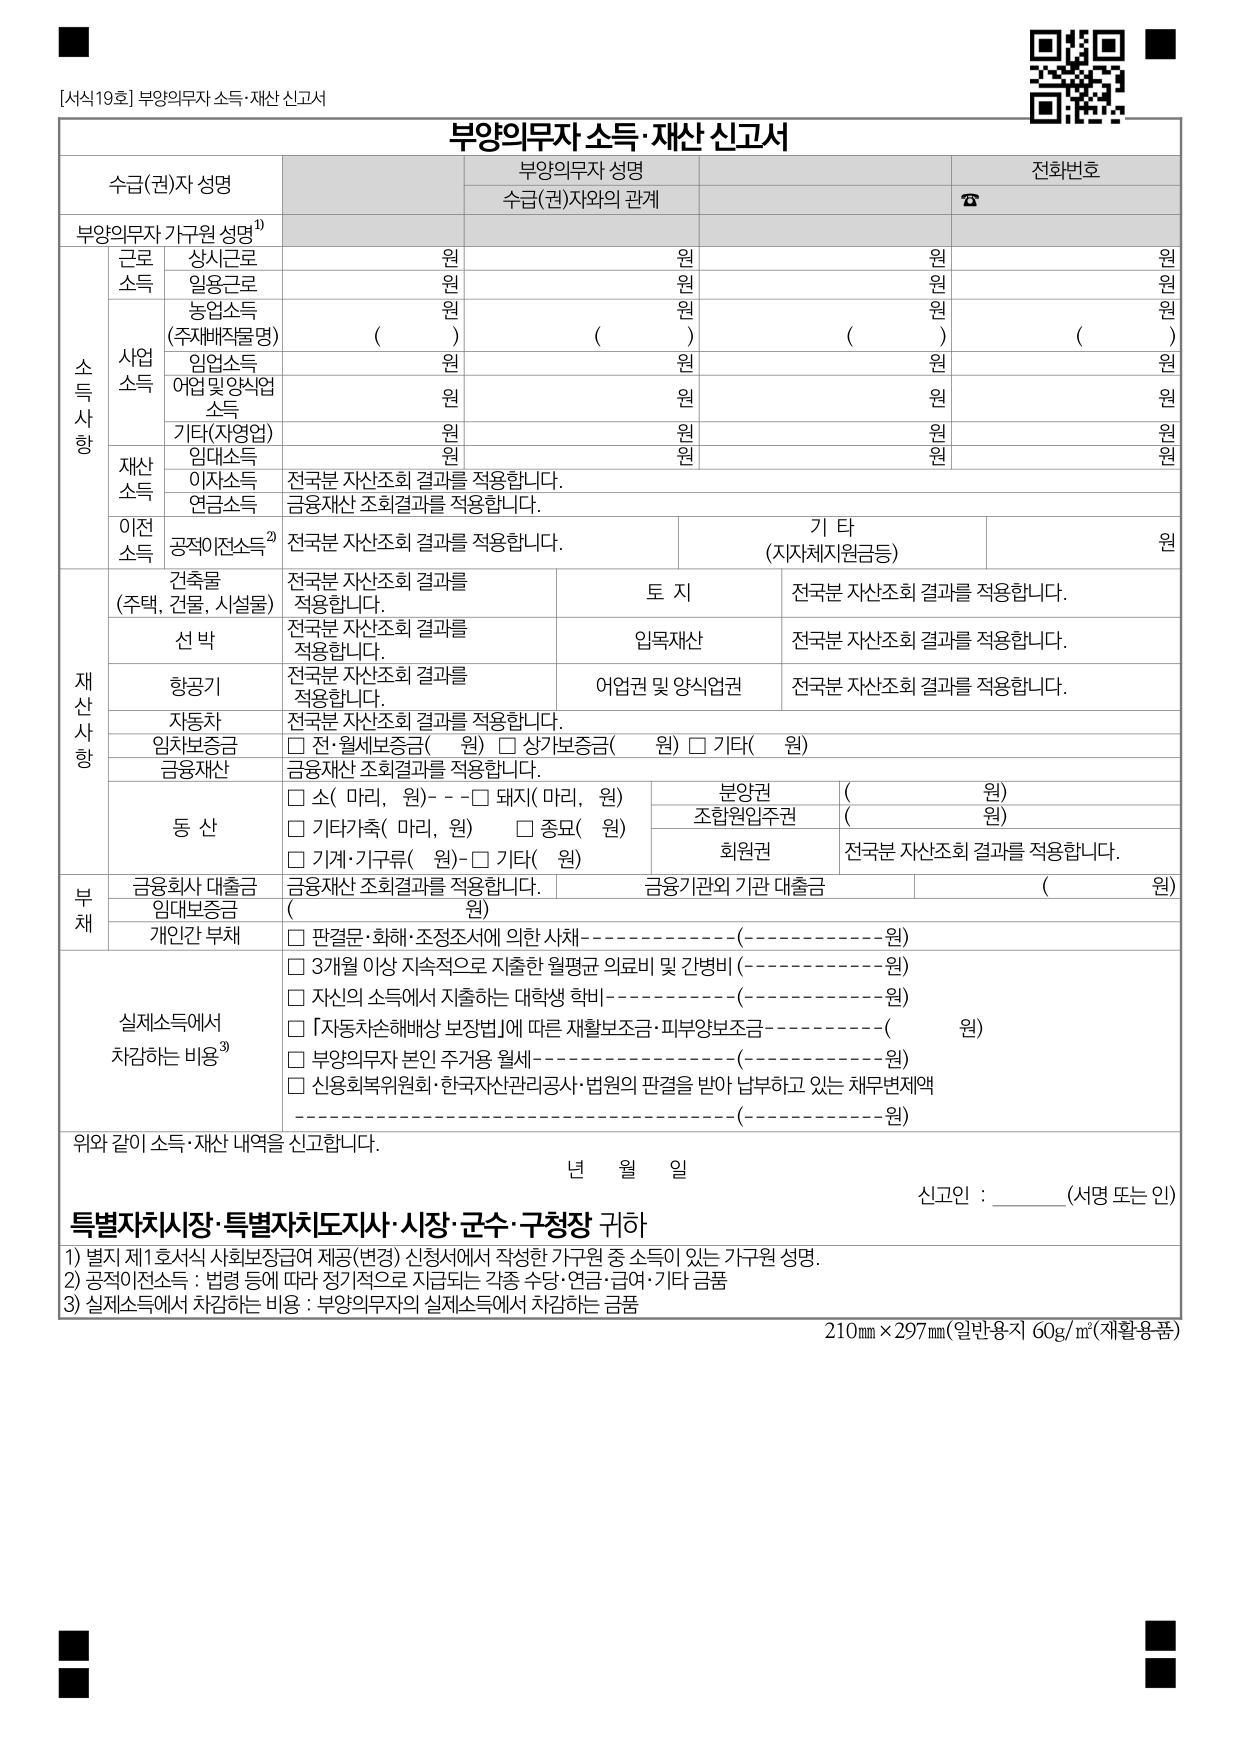 [서식19호] 부양의무자 소득·재산 신고서
부양의무자 소득·재산 신고서
수급(권)자 성명 부양의무자 성명 전화번호
수급(권)자와의 관계 ☎
부양의무자 가구원 성명1)
소득사항
근로소득 상시근로 원 원 원 원
일용근로 원 원 원 원
사업소득 농업소득 원 원 원 원
(주재배작물명) ( ) ( ) ( ) ( )
임업소득 원 원 원 원
어업 및 양식업 소득 원 원 원 원
기타(자영업) 원 원 원 원
재산소득 임대소득 원 원 원 원
이자소득 전국분 자산조회 결과를 적용합니다.
연금소득 금융재산 조회결과를 적용합니다.
이전소득 공적이전소득2) 전국분 자산조회 결과를 적용합니다. 기 타 (지자체지원금등) 원
재산사항
건축물 (주택, 건물, 시설물) 전국분 자산조회 결과를 적용합니다. 토 지 전국분 자산조회 결과를 적용합니다.
선 박 전국분 자산조회 결과를 적용합니다. 입목재산 전국분 자산조회 결과를 적용합니다.
항공기 전국분 자산조회 결과를 적용합니다. 어업권 및 양식업권 전국분 자산조회 결과를 적용합니다.
자동차 전국분 자산조회 결과를 적용합니다.
임차보증금 □ 전·월세보증금( 원) □ 상가보증금( 원) □ 기타( 원)
금융재산 금융재산 조회결과를 적용합니다.
동 산
□ 소( 마리, 원)- - -□ 돼지( 마리, 원) 분양권 ( 원)
□ 기타가축( 마리, 원) □ 종묘( 원) 조합원입주권 ( 원)
□ 기계·기구류( 원)-□ 기타( 원) 회원권 전국분 자산조회 결과를 적용합니다.
부채
금융회사 대출금 금융재산 조회결과를 적용합니다. 금융기관외 기관 대출금 ( 원)
임대보증금 ( 원)
개인간 부채 □ 판결문·화해·조정조서에 의한 사채-------------(------------원)
실제소득에서 차감하는 비용3)
□ 3개월 이상 지속적으로 지출한 월평균 의료비 및 간병비 (------------원)
□ 자신의 소득에서 지출하는 대학생 학비-----------(------------원)
□ ｢자동차손해배상 보장법｣에 따른 재활보조금·피부양보조금----------( 원)
□ 부양의무자 본인 주거용 월세-----------------(------------원)
□ 신용회복위원회·한국자산관리공사·법원의 판결을 받아 납부하고 있는 채무변제액
-------------------------------------(------------원)
위와 같이 소득·재산 내역을 신고합니다.
년 월 일
신고인 : _______(서명 또는 인)
특별자치시장·특별자치도지사·시장·군수·구청장 귀하
1) 별지 제1호서식 사회보장급여 제공(변경) 신청서에서 작성한 가구원 중 소득이 있는 가구원 성명.
2) 공적이전소득 : 법령 등에 따라 정기적으로 지급되는 각종 수당·연금·급여·기타 금품
3) 실제소득에서 차감하는 비용 : 부양의무자의 실제소득에서 차감하는 금품
210㎜×297㎜(일반용지 60g/㎡(재활용품)